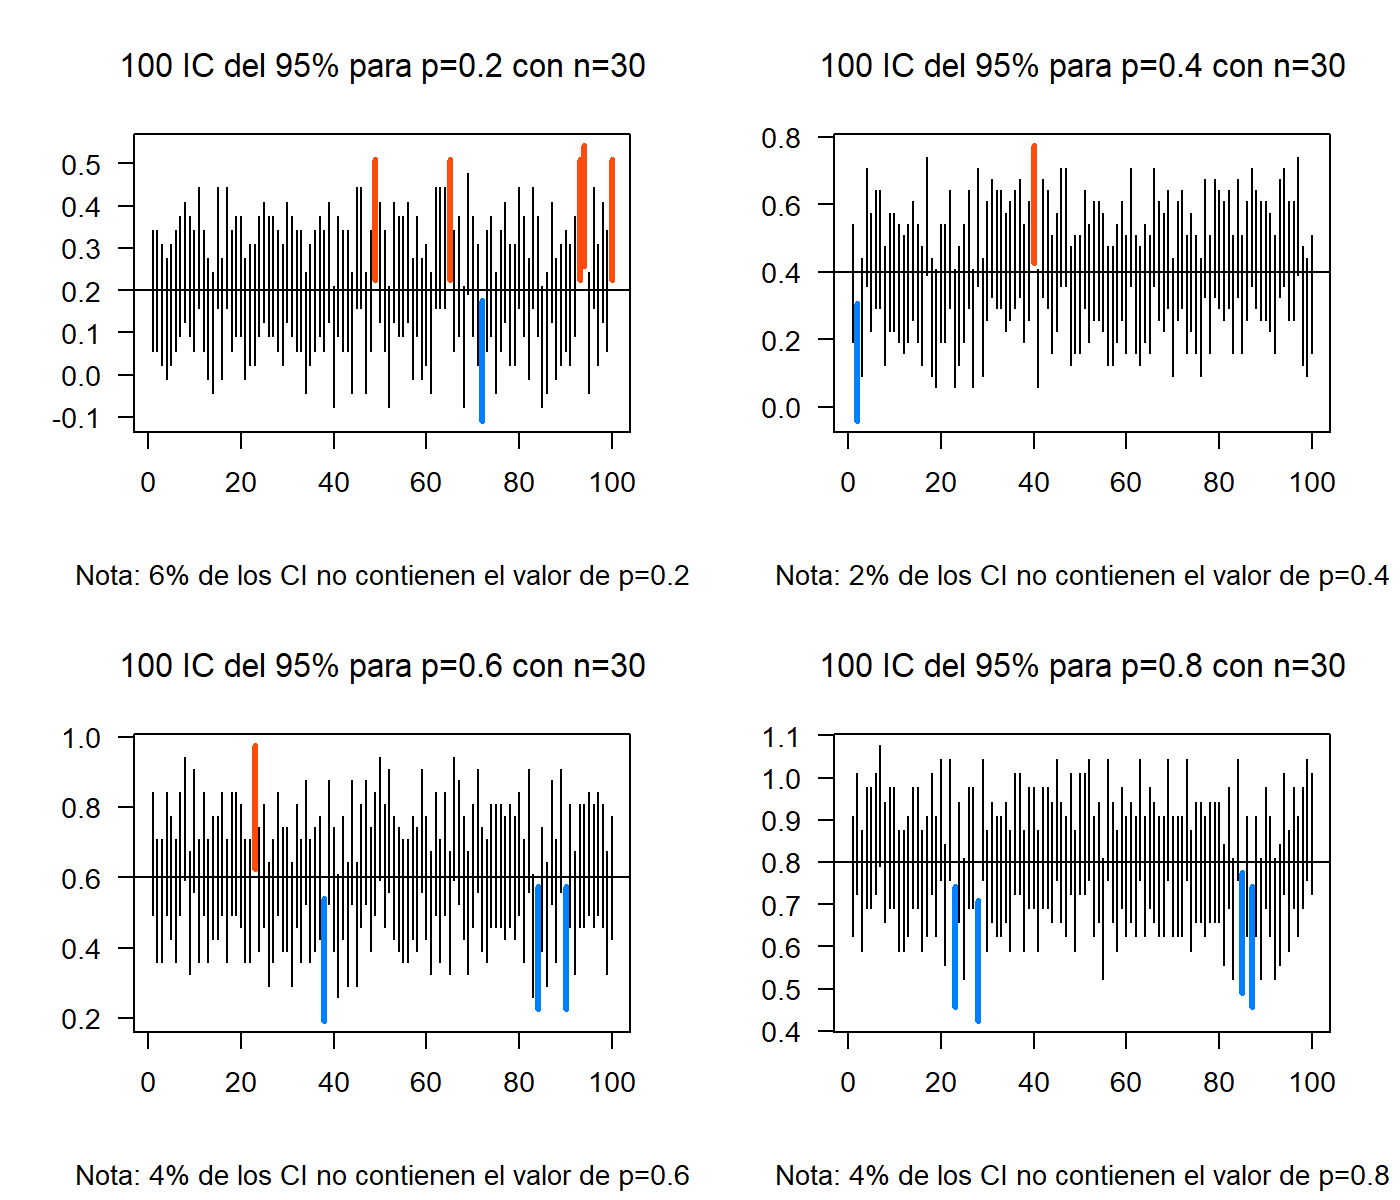 100 IC del 95% para p=0.2 con n=30
0.5
0.4
0.3
0.2
0.1
0.0
-0.1
0 20 40 60 80 100
Nota: 6% de los CI no contienen el valor de p=0.2
100 IC del 95% para p=0.4 con n=30
0.8
0.6
0.4
0.2
0.0
0 20 40 60 80 100
Nota: 2% de los CI no contienen el valor de p=0.4
100 IC del 95% para p=0.6 con n=30
1.0
0.8
0.6
0.4
0.2
0 20 40 60 80 100
Nota: 4% de los CI no contienen el valor de p=0.6
100 IC del 95% para p=0.8 con n=30
1.1
1.0
0.9
0.8
0.7
0.6
0.5
0.4
0 20 40 60 80 100
Nota: 4% de los CI no contienen el valor de p=0.8